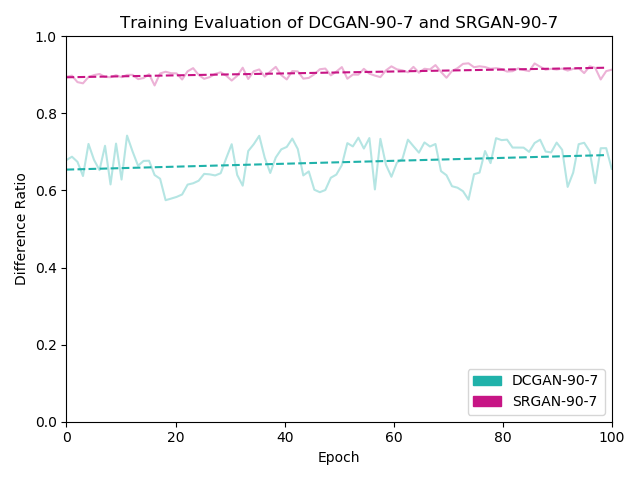 Training Evaluation of DCGAN-90-7 and SRGAN-90-7
1.0
0.8
0.6
0.4
0.2
0.0
Difference Ratio
0 20 40 60 80 100
Epoch
DCGAN-90-7
SRGAN-90-7